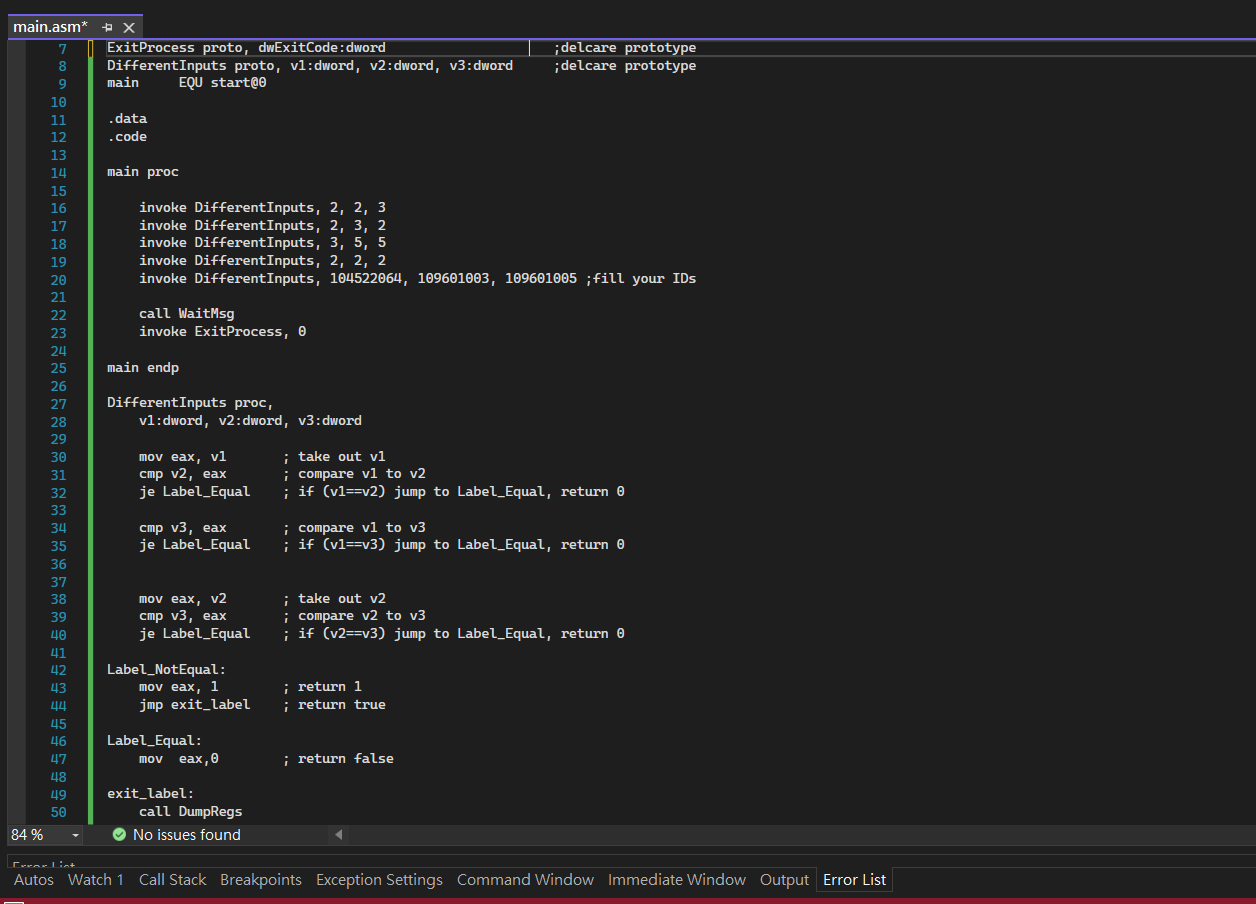 main.asm*
7 ExitProcess proto, dwExitCode:dword ;delcare prototype
8 DifferentInputs proto, v1:dword, v2:dword, v3:dword ;delcare prototype
9 main EQU start@0
10
11 .data
12 .code
13
14 main proc
15
16 invoke DifferentInputs, 2, 2, 3
17 invoke DifferentInputs, 2, 3, 2
18 invoke DifferentInputs, 3, 5, 5
19 invoke DifferentInputs, 2, 2, 2
20 invoke DifferentInputs, 104522064, 109601003, 109601005 ;fill your IDs
21
22 call WaitMsg
23 invoke ExitProcess, 0
24
25 main endp
26
27 DifferentInputs proc,
28 v1:dword, v2:dword, v3:dword
29
30 mov eax, v1 ; take out v1
31 cmp v2, eax ; compare v1 to v2
32 je Label_Equal ; if (v1==v2) jump to Label_Equal, return 0
33
34 cmp v3, eax ; compare v1 to v3
35 je Label_Equal ; if (v1==v3) jump to Label_Equal, return 0
36
37
38 mov eax, v2 ; take out v2
39 cmp v3, eax ; compare v2 to v3
40 je Label_Equal ; if (v2==v3) jump to Label_Equal, return 0
41
42 Label_NotEqual:
43 mov eax, 1 ; return 1
44 jmp exit_label ; return true
45
46 Label_Equal:
47 mov eax,0 ; return false
48
49 exit_label:
50 call DumpRegs
84 % No issues found
Error List
Autos Watch 1 Call Stack Breakpoints Exception Settings Command Window Immediate Window Output Error List